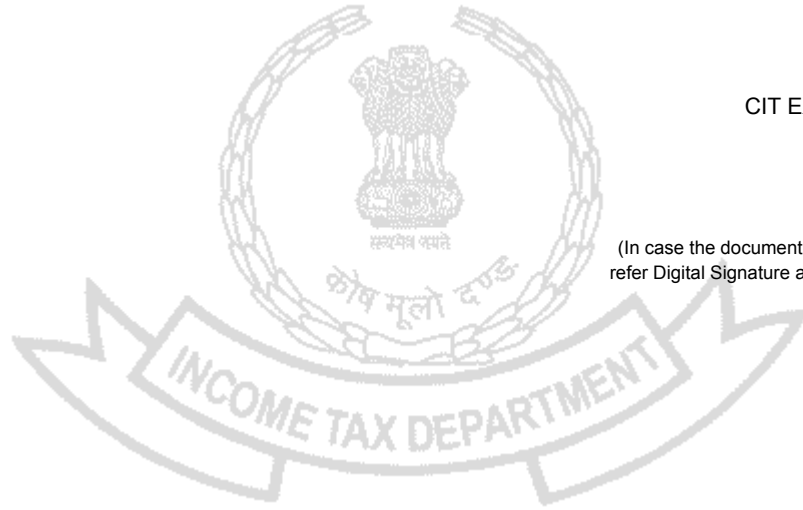 CIT E
सत्यमेव जयते
(In case the document
refer Digital Signature a
कोष मूलो दण्डः
INCOME TAX DEPARTMENT